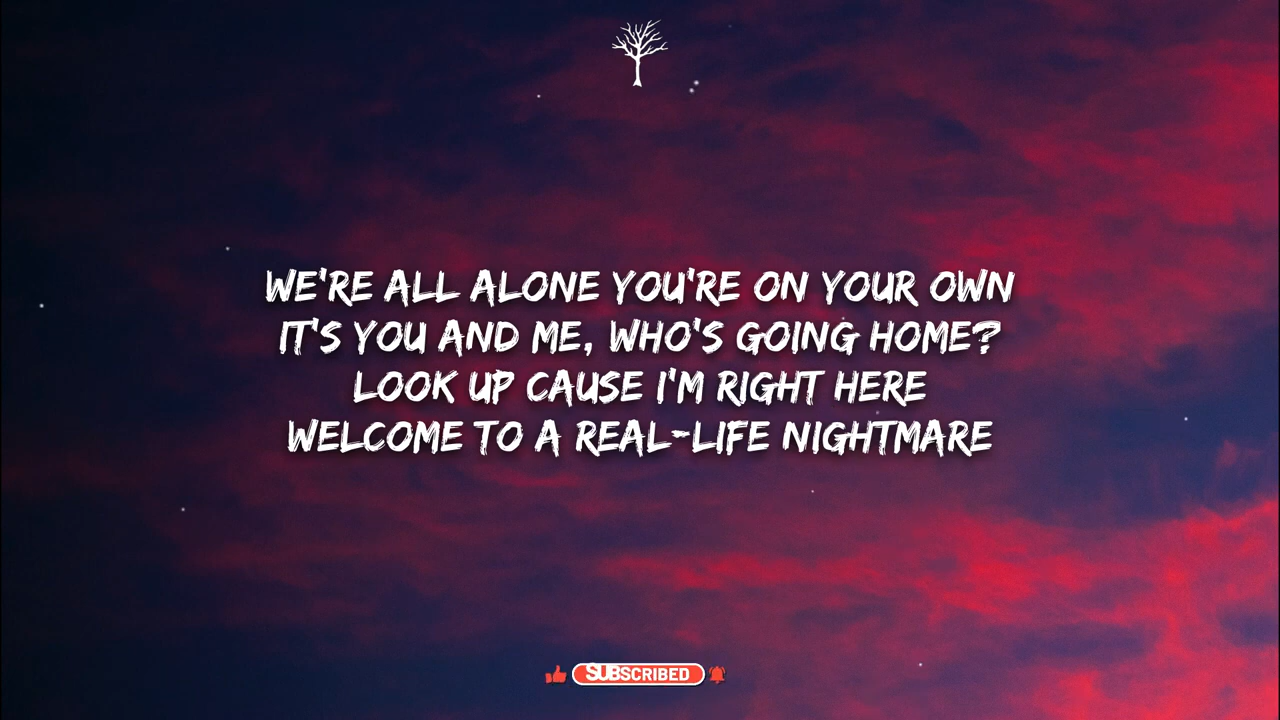 WE'RE ALL ALONE YOU'RE ON YOUR OWN
IT'S YOU AND ME, WHO'S GOING HOME?
LOOK UP CAUSE I'M RIGHT HERE
WELCOME TO A REAL-LIFE NIGHTMARE
SUBSCRIBED